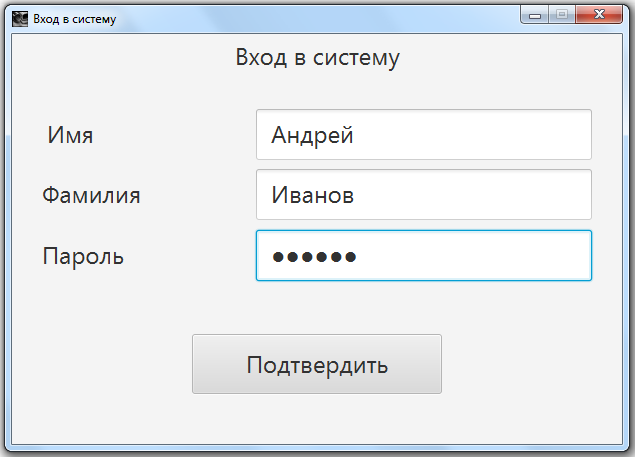 Вход в систему
Вход в систему
Имя Андрей
Фамилия Иванов
Пароль ●●●●●●
Подтвердить